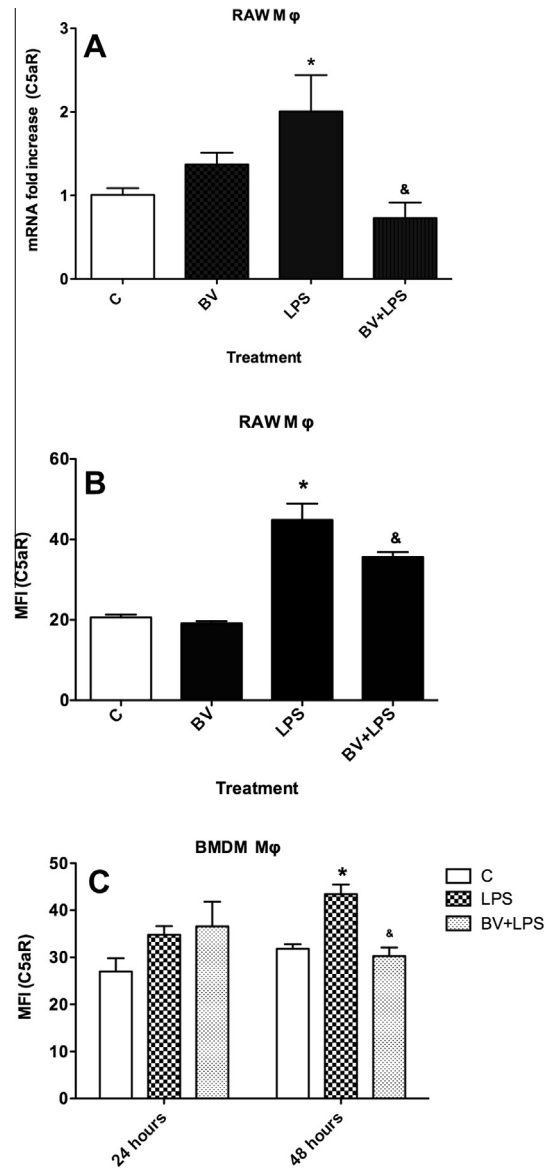 RAW M φ
A
mRNA fold increase (C5aR)
3
2
1
0
*
&
C
BV
LPS
BV+LPS
Treatment
RAW M φ
B
MFI (C5aR)
60
40
20
0
*
&
C
BV
LPS
BV+LPS
Treatment
BMDM Mφ
C
MFI (C5aR)
50
40
30
20
10
0
*
&
24 hours
48 hours
C
LPS
BV+LPS